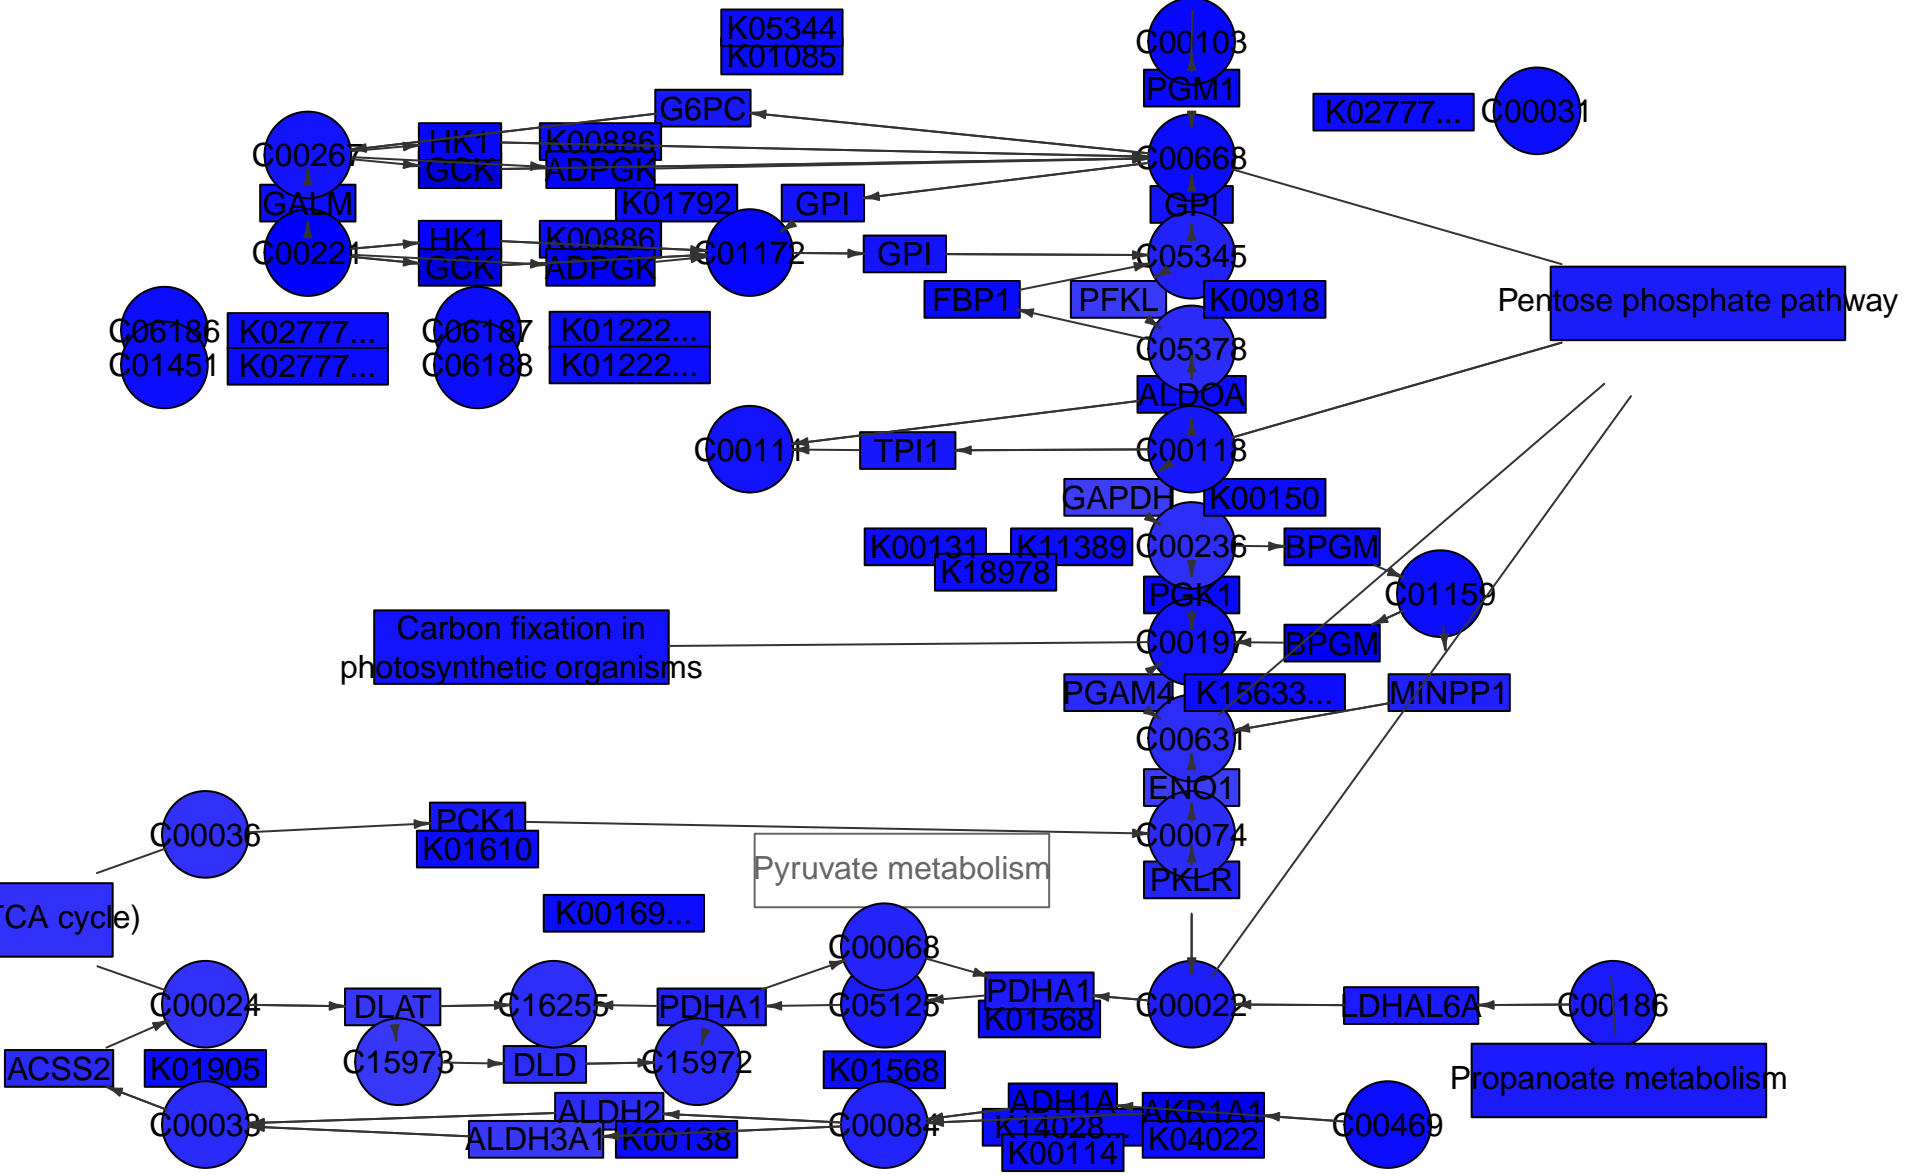 K05344
C00103
K01085
PGM1
G6PC
K02777...
C00031
HK1
K00886
C00267
C00668
GCK
ADPGK
GALM
K01792
GPI
GPI
HK1
K00886
C00221
C01172
GPI
C05345
GCK
ADPGK
FBP1
PFKL
K00918
Pentose phosphate pathway
C06186
K02777...
C06187
K01222...
C05378
C01451
K02777...
C06188
K01222...
ALDOA
C00111
TPI1
C00118
GAPDH
K00150
K00131
K11389
C00236
BPGM
K18978
PGK1
C01159
Carbon fixation in
photosynthetic organisms
C00197
BPGM
PGAM4
K15633...
MINPP1
C00631
ENO1
C00036
PCK1
C00074
K01610
Pyruvate metabolism
PKLR
TCA cycle)
K00169...
C00068
C00024
DLAT
C16255
PDHA1
C05125
PDHA1
K01568
C00022
LDHAL6A
C00186
ACSS2
K01905
C15973
DLD
C15972
K01568
Propanoate metabolism
C00033
ALDH2
ALDH3A1
K00138
C00084
ADH1A
K14028...
K00114
AKR1A1
K04022
C00469